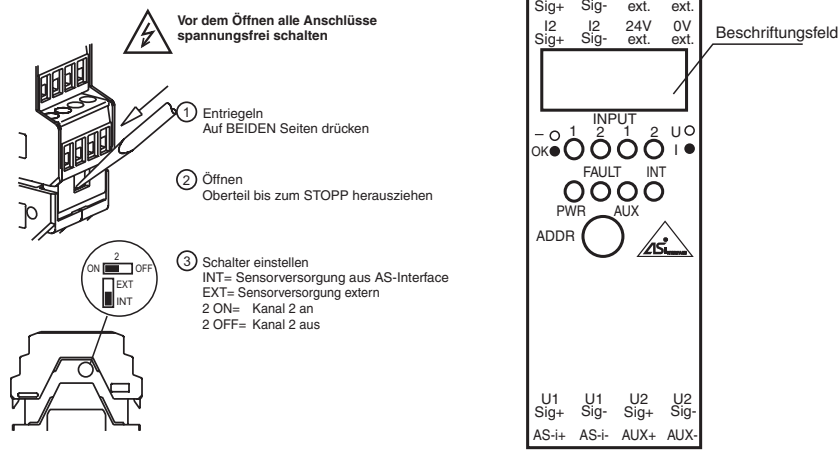 Vor dem Öffnen alle Anschlüsse
spannungsfrei schalten
1 Entriegeln
Auf BEIDEN Seiten drücken
2 Öffnen
Oberteil bis zum STOPP herausziehen
3 Schalter einstellen
INT= Sensorversorgung aus AS-Interface
EXT= Sensorversorgung extern
2 ON= Kanal 2 an
2 OFF= Kanal 2 aus
2
ON OFF
EXT
INT
Sig+ Sig- ext. ext.
I2 I2 24V 0V
Sig+ Sig- ext. ext.
Beschriftungsfeld
INPUT
– 1 2 1 2 U
OK I
FAULT INT
PWR AUX
ADDR
U1 U1 U2 U2
Sig+ Sig- Sig+ Sig-
AS-i+ AS-i- AUX+ AUX-